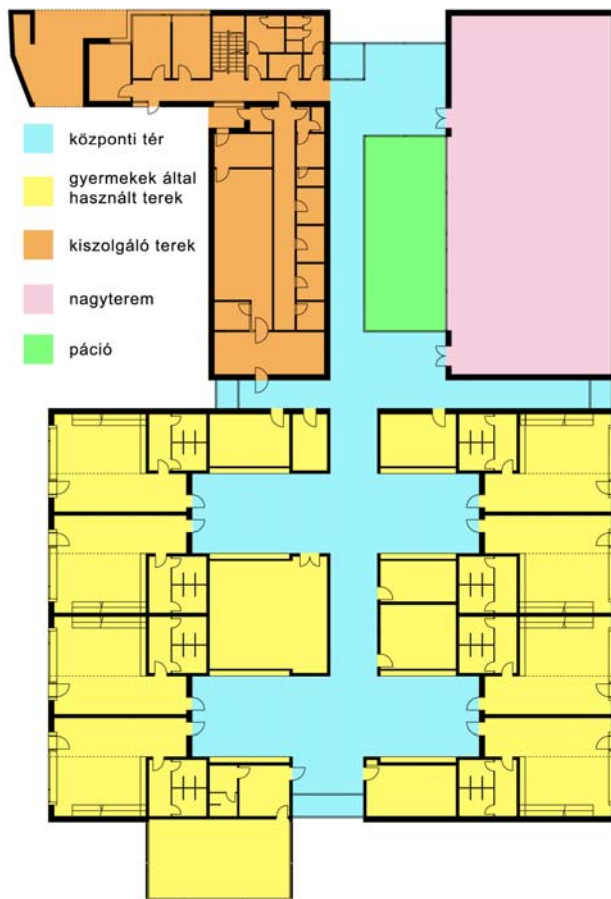 központi tér
gyermekek által
használt terek
kiszolgáló terek
nagyterem
páció